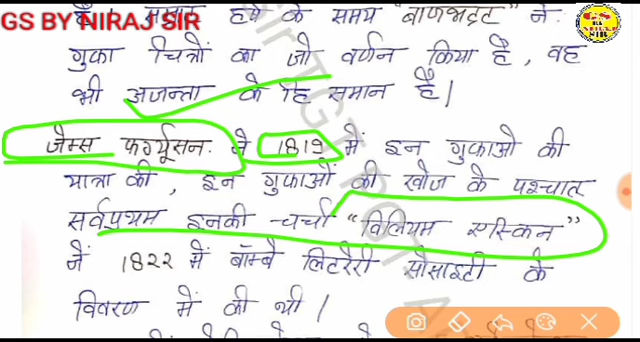 GS BY NIRAJ SIR
हर्ष के समय "बाणभट्ट" ने
गुफा चित्रों का जो वर्णन किया है, वह
भी अजन्ता के हि समान है।
जेम्स फर्ग्यूसन ने 1819 में इन गुफाओ की
यात्रा की, इन गुफाओं की खोज के पश्चात्
सर्वप्रथम इनकी चर्चा "विलियम एर्स्किन"
नें 1822 में बॉम्बे लिटरेरी सोसाइटी के
विवरण में की थी।